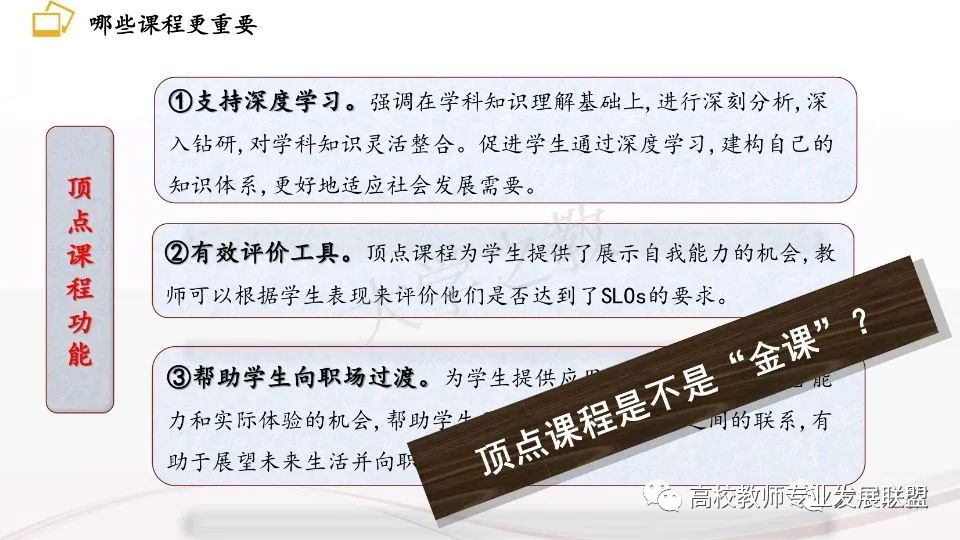 哪些课程更重要
顶点课程功能
①支持深度学习。强调在学科知识理解基础上,进行深刻分析,深
入钻研,对学科知识灵活整合。促进学生通过深度学习,建构自己的
知识体系,更好地适应社会发展需要。
②有效评价工具。顶点课程为学生提供了展示自我能力的机会,教
师可以根据学生表现来评价他们是否达到了SLOs的要求。
③帮助学生向职场过渡。为学生提供应用
能
力和实际体验的机会,帮助学生
之间的联系,有
助于展望未来生活并向职
顶点课程是不是“金课”？
高校教师专业发展联盟